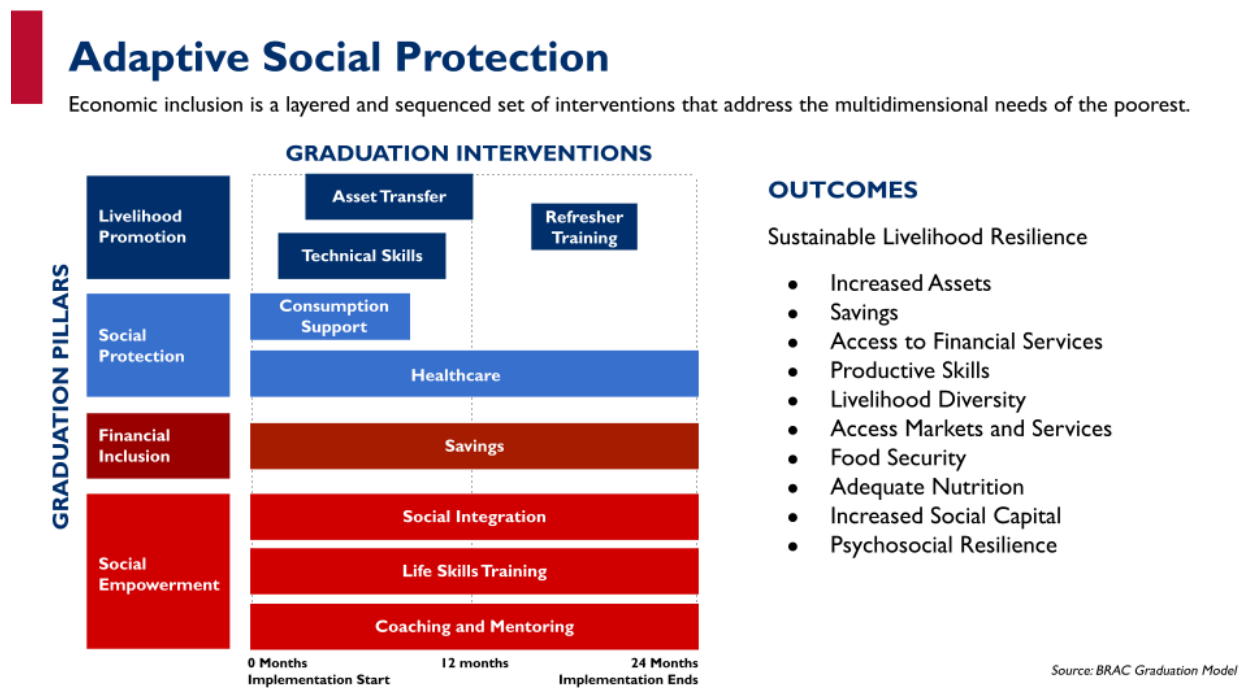 Adaptive Social Protection
Economic inclusion is a layered and sequenced set of interventions that address the multidimensional needs of the poorest.
GRADUATION INTERVENTIONS
GRADUATION PILLARS
Livelihood
Promotion
Asset Transfer
Technical Skills
Refresher
Training
Social
Protection
Consumption
Support
Healthcare
Financial
Inclusion
Savings
Social
Empowerment
Social Integration
Life Skills Training
Coaching and Mentoring
0 Months
Implementation Start
12 months
24 Months
Implementation Ends
OUTCOMES
Sustainable Livelihood Resilience
● Increased Assets
● Savings
● Access to Financial Services
● Productive Skills
● Livelihood Diversity
● Access Markets and Services
● Food Security
● Adequate Nutrition
● Increased Social Capital
● Psychosocial Resilience
Source: BRAC Graduation Model